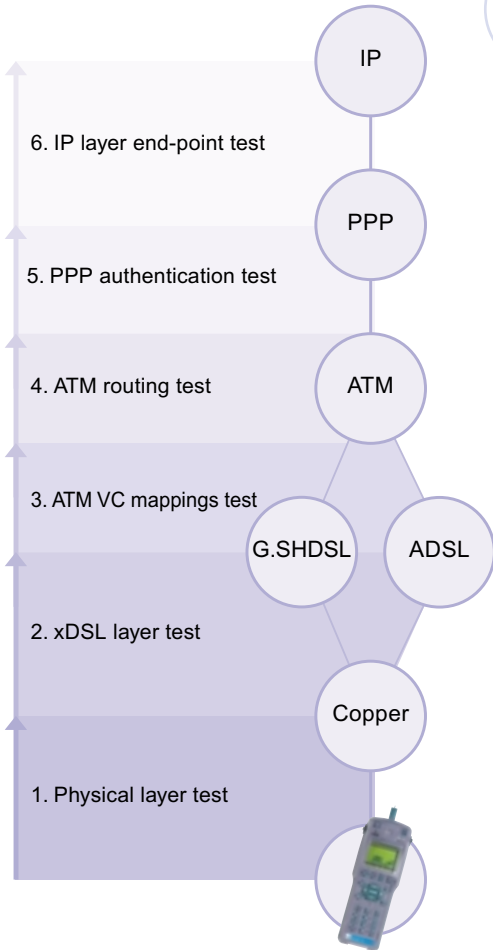 IP
6. IP layer end-point test
PPP
5. PPP authentication test
4. ATM routing test
ATM
3. ATM VC mappings test
G.SHDSL
ADSL
2. xDSL layer test
Copper
1. Physical layer test